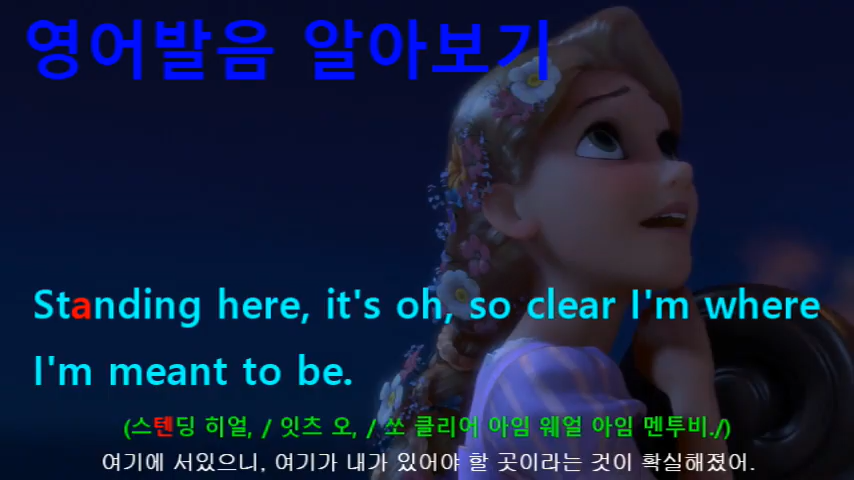 영어발음 알아보기
Standing here, it's oh, so clear I'm where
I'm meant to be.
(스텐딩 히얼, / 잇츠 오, / 쏘 클리어 아임 웨얼 아임 멘투비./)
여기에 서있으니, 여기가 내가 있어야 할 곳이라는 것이 확실해졌어.